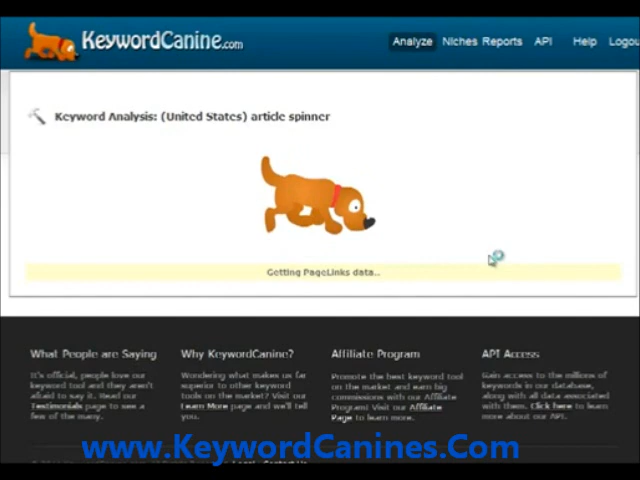 KeywordCanine.com
Analyze Niches Reports API Help Logou
Keyword Analysis: (United States) article spinner
Getting PageLinks data..
What People are Saying
It's official, people love our
keyword tool and they aren't
afraid to say it. Read our
Testimonials page to see a
few of the many.
Why KeywordCanine?
Wondering what makes us far
superior to other keyword
tools on the market? Visit our
Learn More page and we'll tell
you.
Affiliate Program
Promote the best keyword tool
on the market and earn big
commissions with our Affiliate
Program! Visit our Affiliate
Page to learn more.
API Access
Gain access to the millions of
keywords in our database,
along with all data associated
with them. Click here to learn
more about our API.
www.KeywordCanines.Com